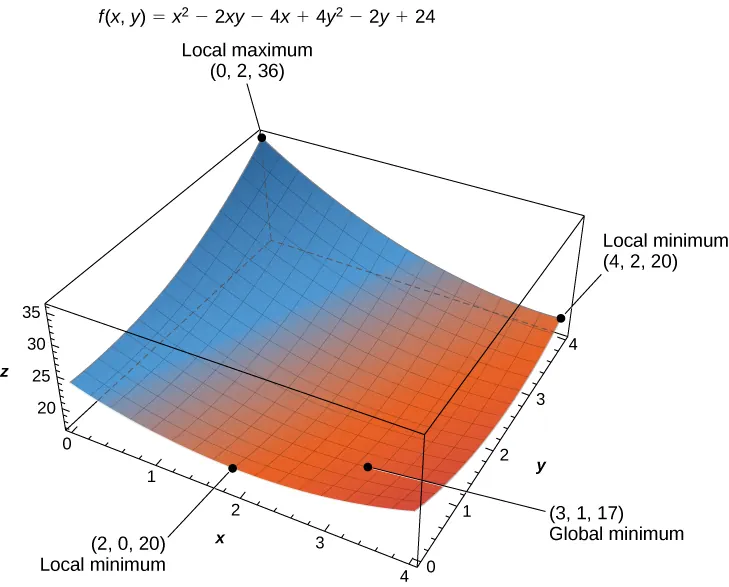 f(x, y) = x² − 2xy − 4x + 4y² − 2y + 24
Local maximum
(0, 2, 36)
Local minimum
(4, 2, 20)
35
30
z
25
20
0
1
2
x
3
4
0
1
2
y
3
4
(2, 0, 20)
Local minimum
(3, 1, 17)
Global minimum